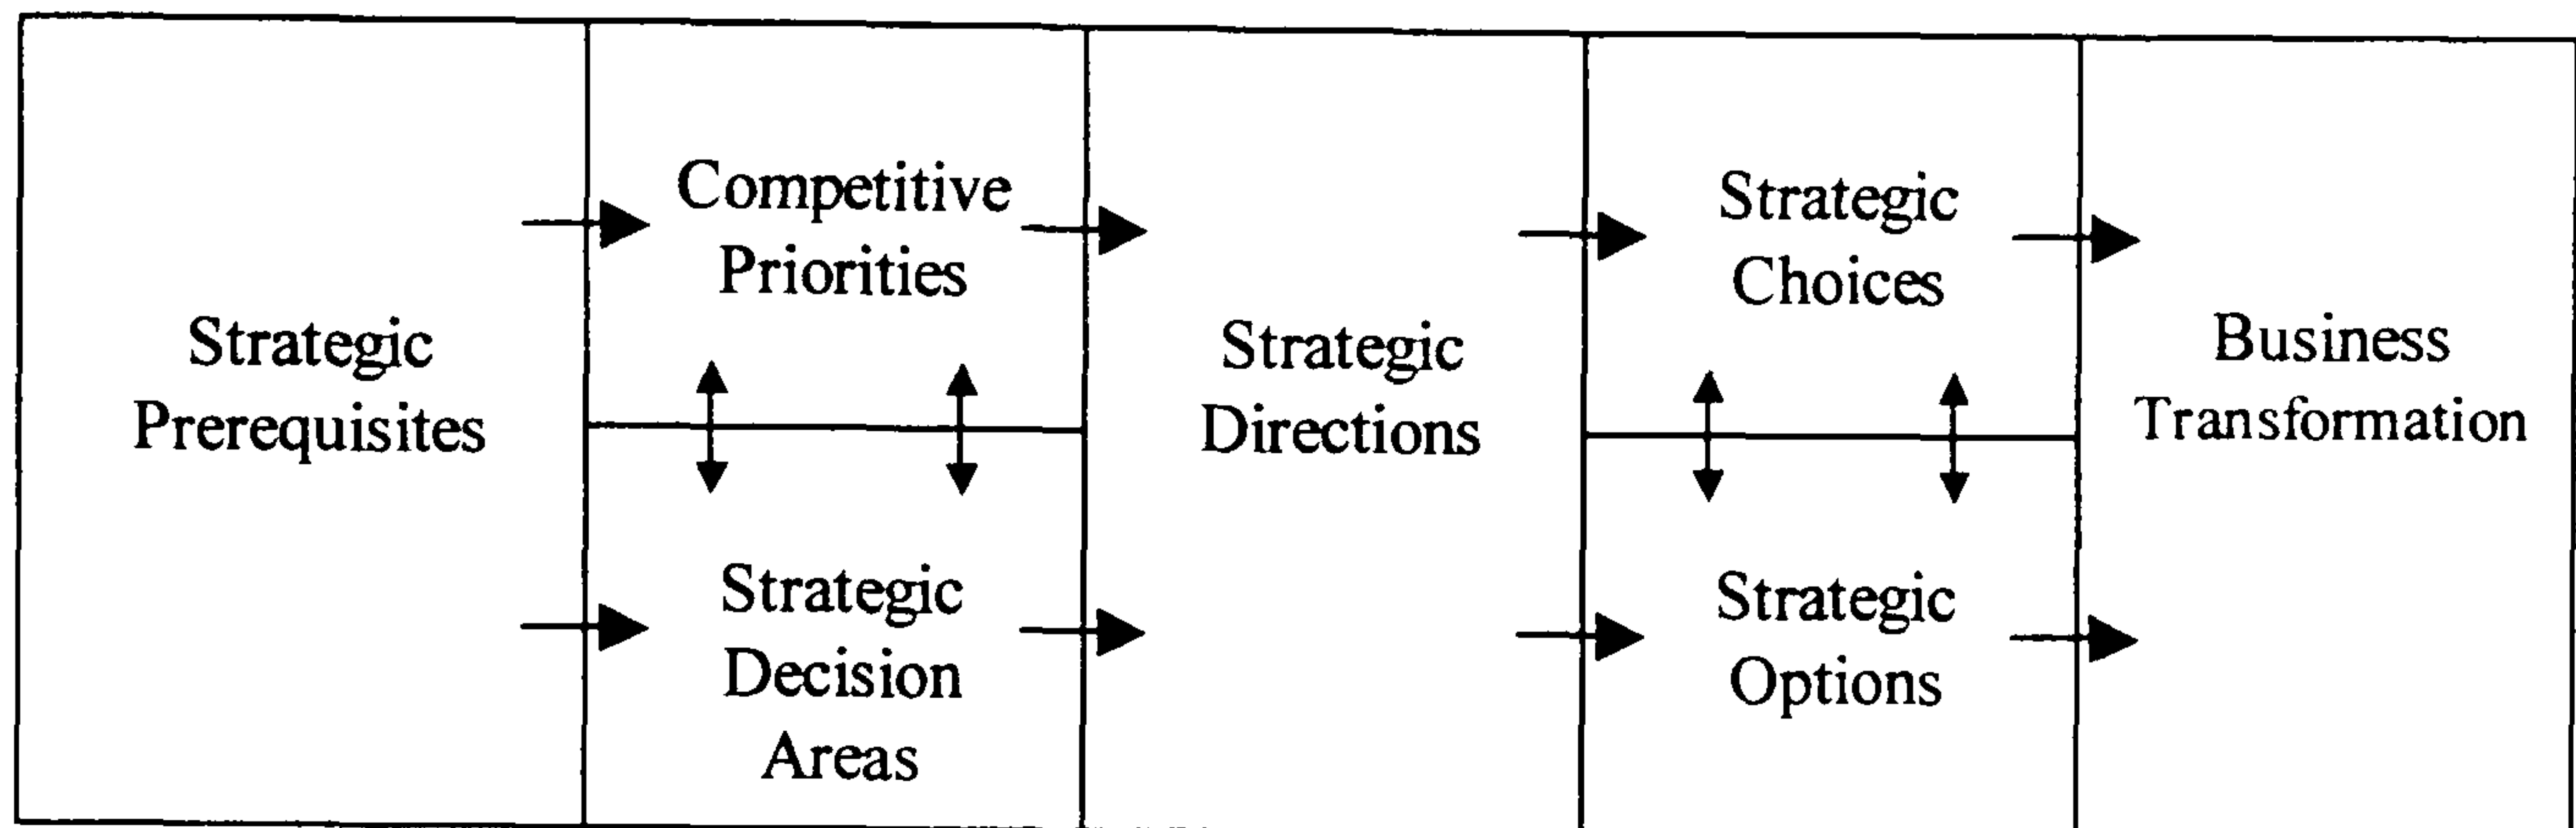 Strategic
Prerequisites
Competitive
Priorities
Strategic
Decision
Areas
Strategic
Directions
Strategic
Choices
Strategic
Options
Business
Transformation